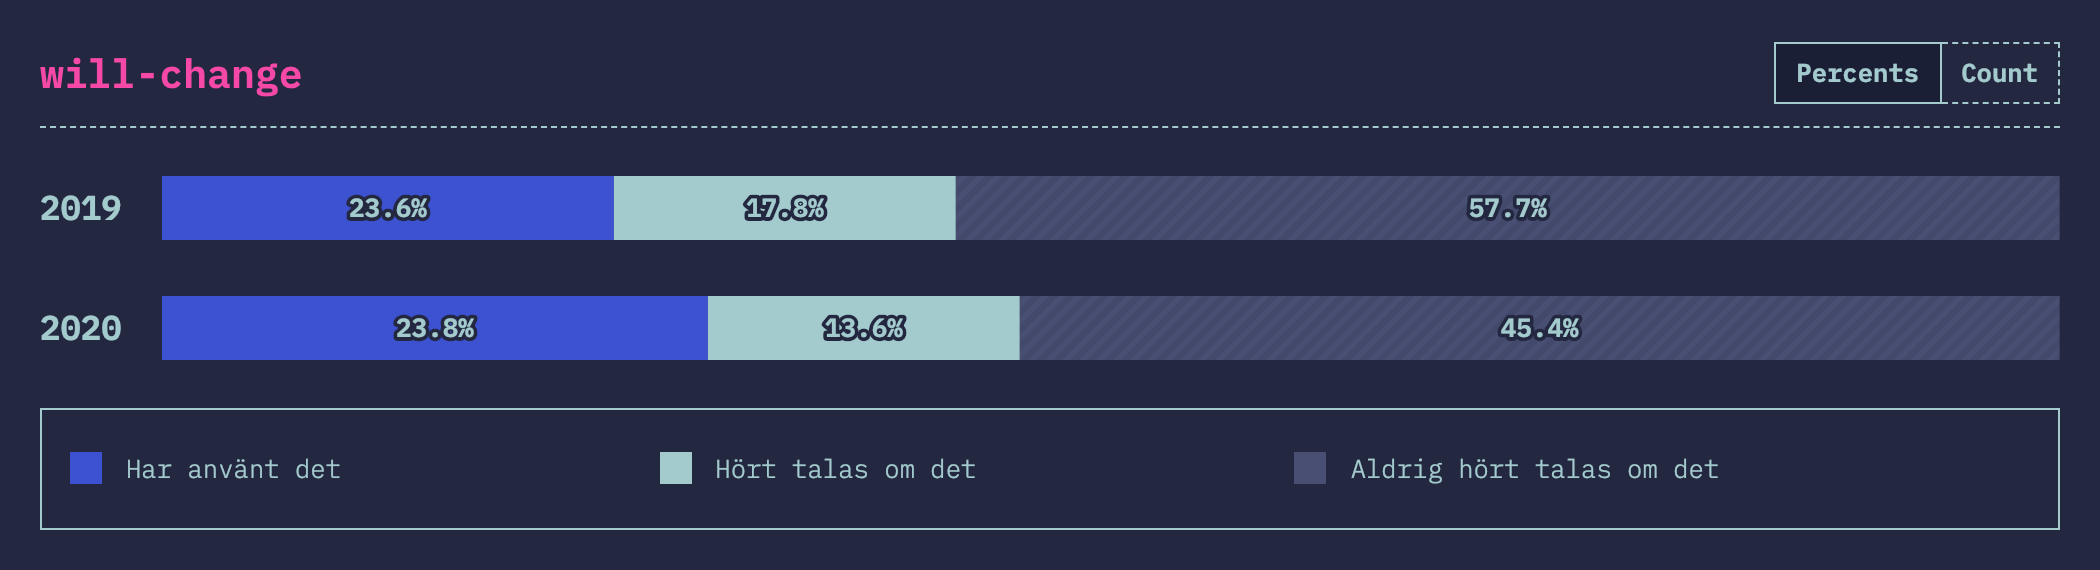 will-change
Percents Count
2019 23.6% 17.8% 57.7%
2020 23.8% 13.6% 45.4%
Har använt det Hört talas om det Aldrig hört talas om det